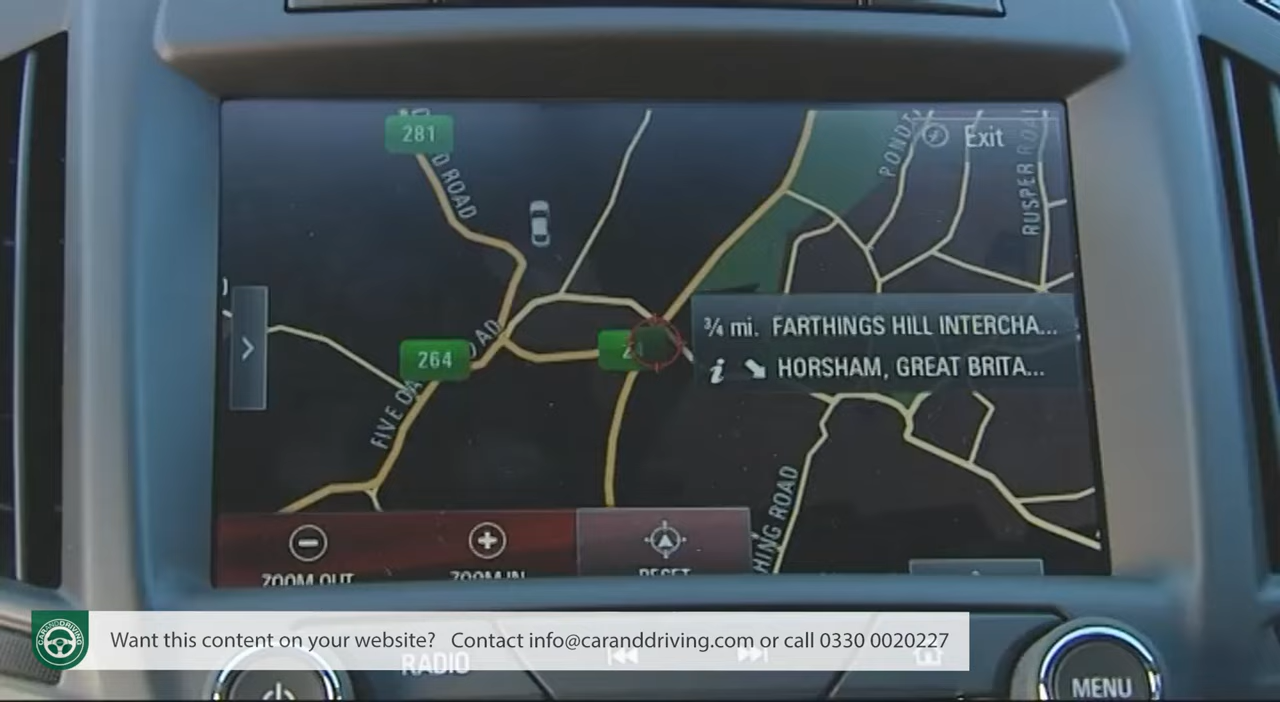 281
D ROAD
POND T
Exit
RUSPER ROAD
¾ mi. FARTHINGS HILL INTERCHA...
i HORSHAM, GREAT BRITA...
264
OAD
FIVE OA
HING ROAD
ZOOM OUT
ZOOM IN
RESET
CARANDDRIVING
Want this content on your website? Contact info@caranddriving.com or call 0330 0020227
RADIO
MENU